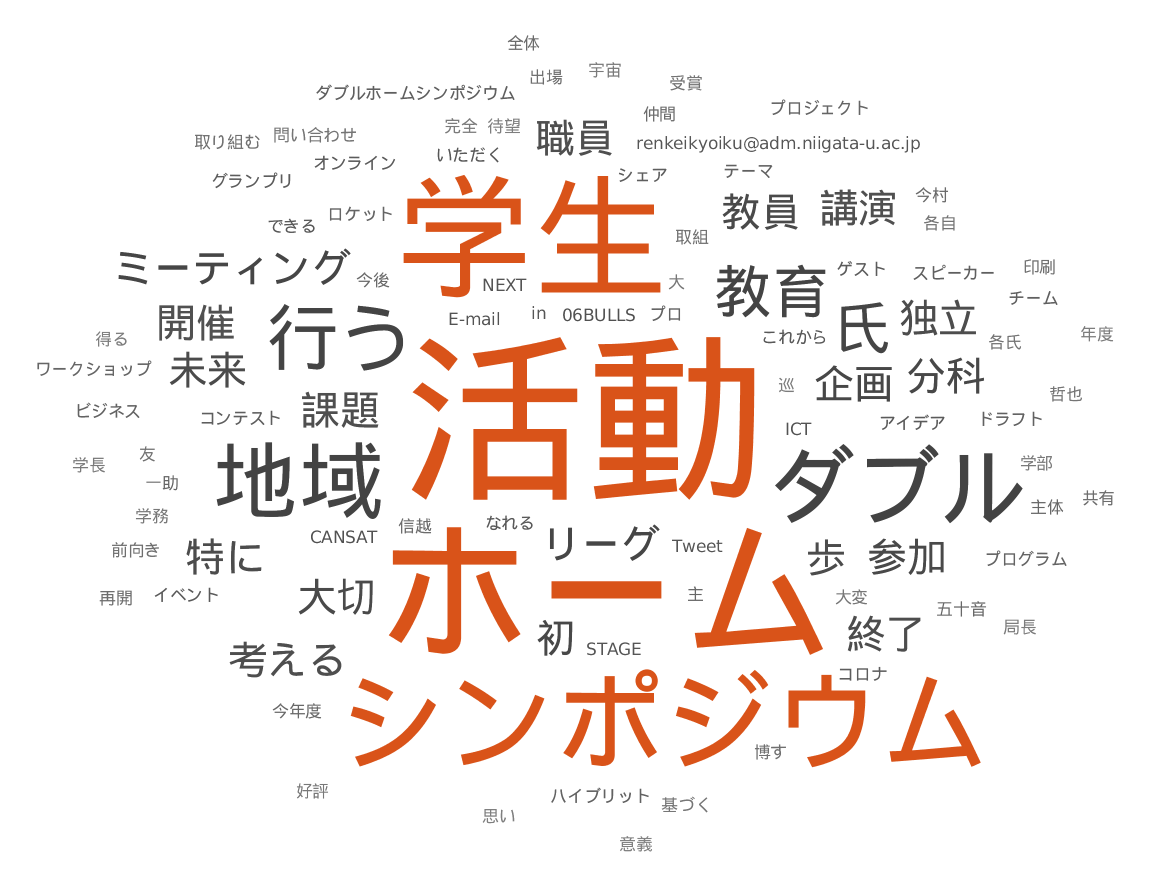 全体
出場
宇宙
受賞
ダブルホームシンポジウム
仲間
プロジェクト
取り組む
問い合わせ
完全
待望
職員
renkeikyoiku@adm.niigata-u.ac.jp
オンライン
いただく
グランプリ
シェア
テーマ
できる
ロケット
学生
教員
講演
今村
各自
取組
ミーティング
今後
NEXT
大
教育
ゲスト
スピーカー
印刷
チーム
開催
行う
E-mail
in
06BULLS
プロ
これから
氏
独立
各氏
年度
得る
ワークショップ
未来
活動
巡
企画
分科
哲也
ビジネス
コンテスト
課題
ICT
アイデア
ドラフト
学長
友
一助
地域
ダブル
学部
主体
共有
学務
CANSAT
信越
なれる
前向き
特に
リーグ
Tweet
歩
参加
プログラム
再開
イベント
大切
ホーム
主
大変
五十音
局長
初
STAGE
終了
考える
コロナ
今年度
シンポジウム
博す
好評
思い
ハイブリット
基づく
意義